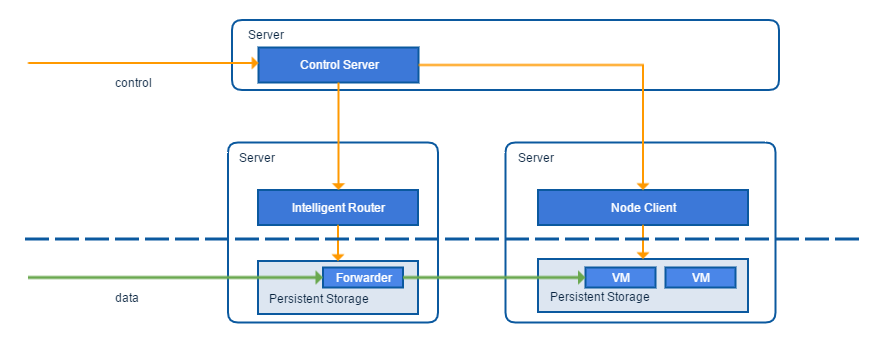 Server
Control Server
control
Server
Server
Intelligent Router
Node Client
Forwarder
VM
VM
data
Persistent Storage
Persistent Storage